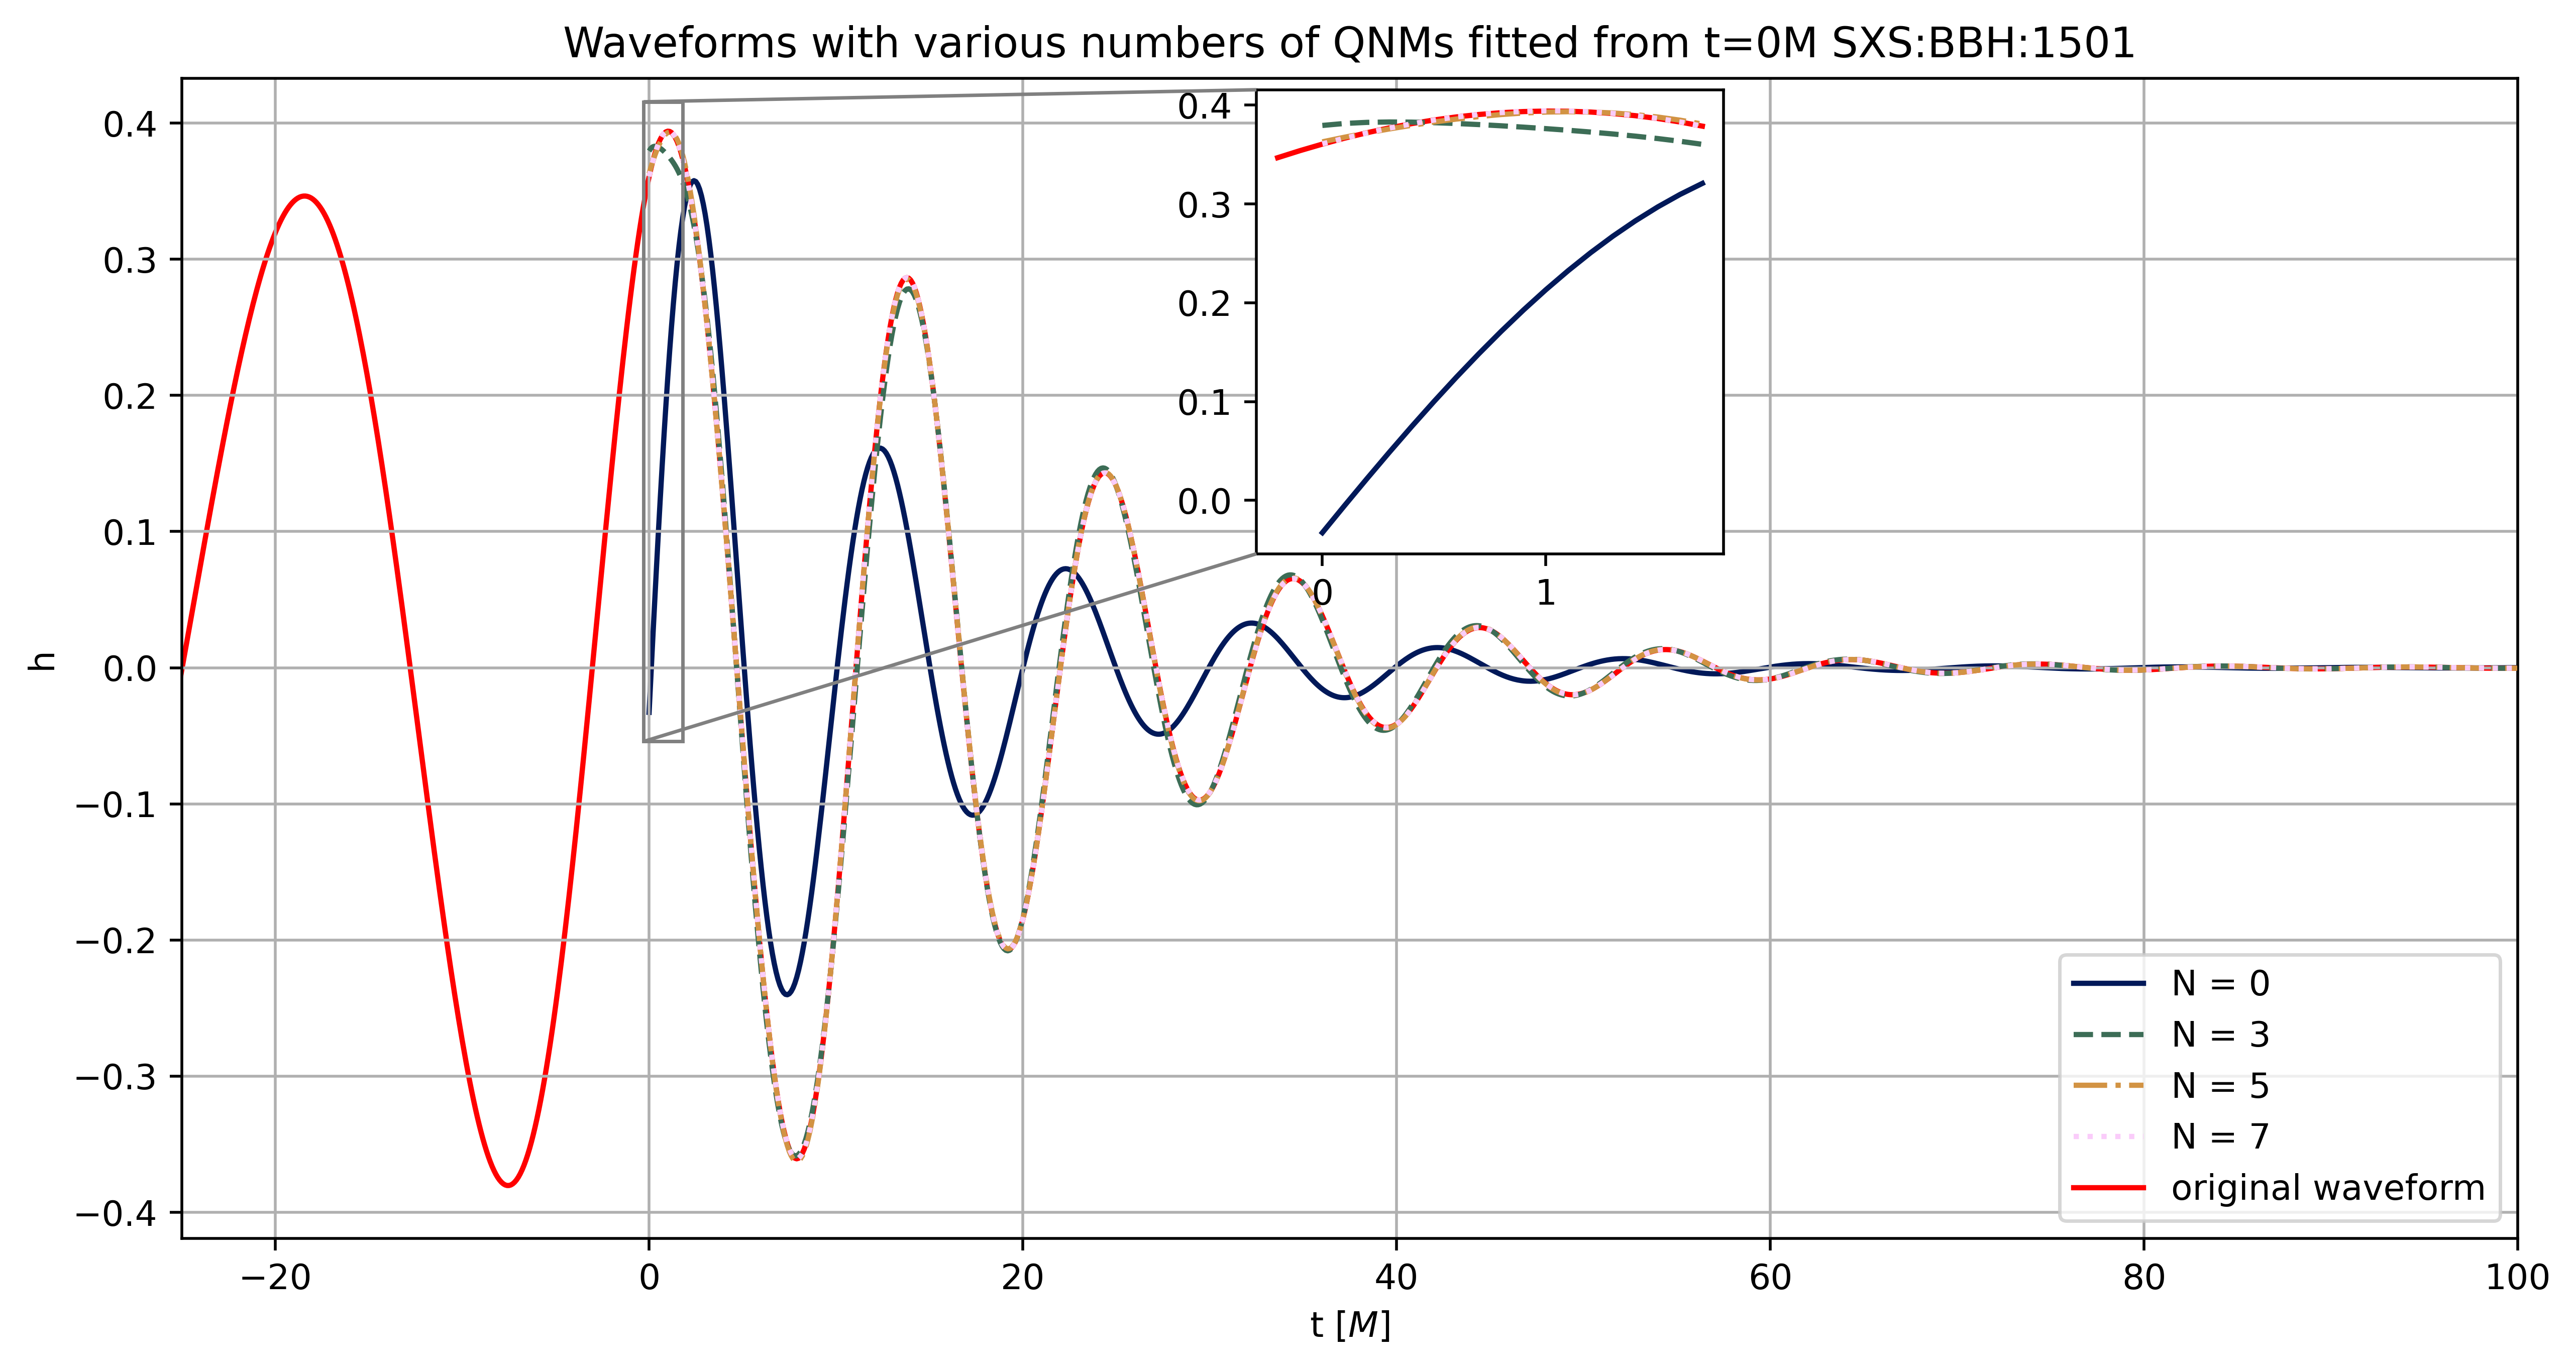 Waveforms with various numbers of QNMs fitted from t=0M SXS:BBH:1501
h
0.4
0.3
0.2
0.1
0.0
−0.1
−0.2
−0.3
−0.4
0.4
0.3
0.2
0.1
0.0
0 1
N = 0
N = 3
N = 5
N = 7
original waveform
−20 0 20 40 60 80 100
t [M]